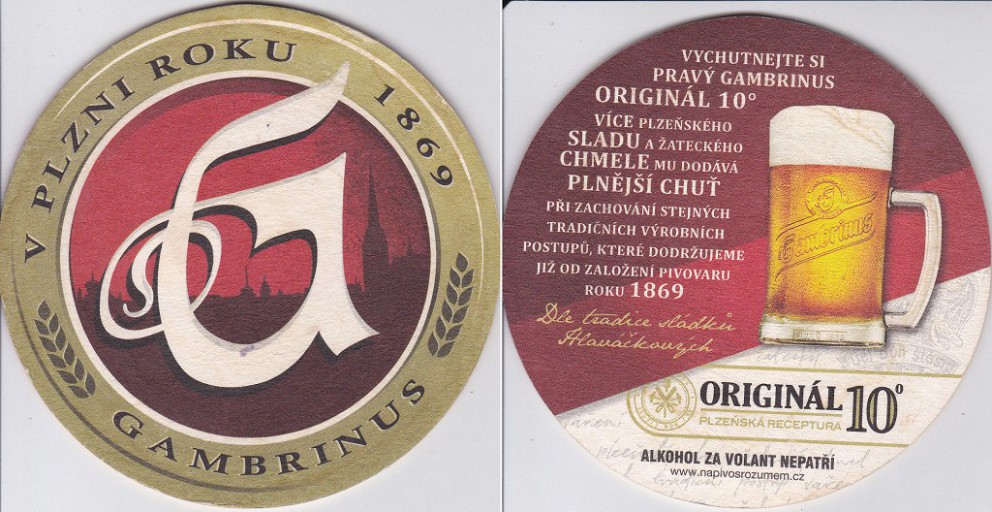 V PLZNI ROKU 1869
GAMBRINUS
G
VYCHUTNEJTE SI
PRAVÝ GAMBRINUS
ORIGINÁL 10°
VÍCE PLZEŇSKÉHO
SLADU A ŽATECKÉHO
CHMELE MU DODÁVÁ
PLNĚJŠÍ CHUŤ
PŘI ZACHOVÁNÍ STEJNÝCH
TRADIČNÍCH VÝROBNÍCH
POSTUPŮ, KTERÉ DODRŽUJEME
JIŽ OD ZALOŽENÍ PIVOVARU
ROKU 1869
Dle tradice sládků
Hlaváčkových
Gambrinus
ORIGINÁL 10°
PLZEŇSKÁ RECEPTURA
ALKOHOL ZA VOLANT NEPATŘÍ
www.napivosrozumem.cz